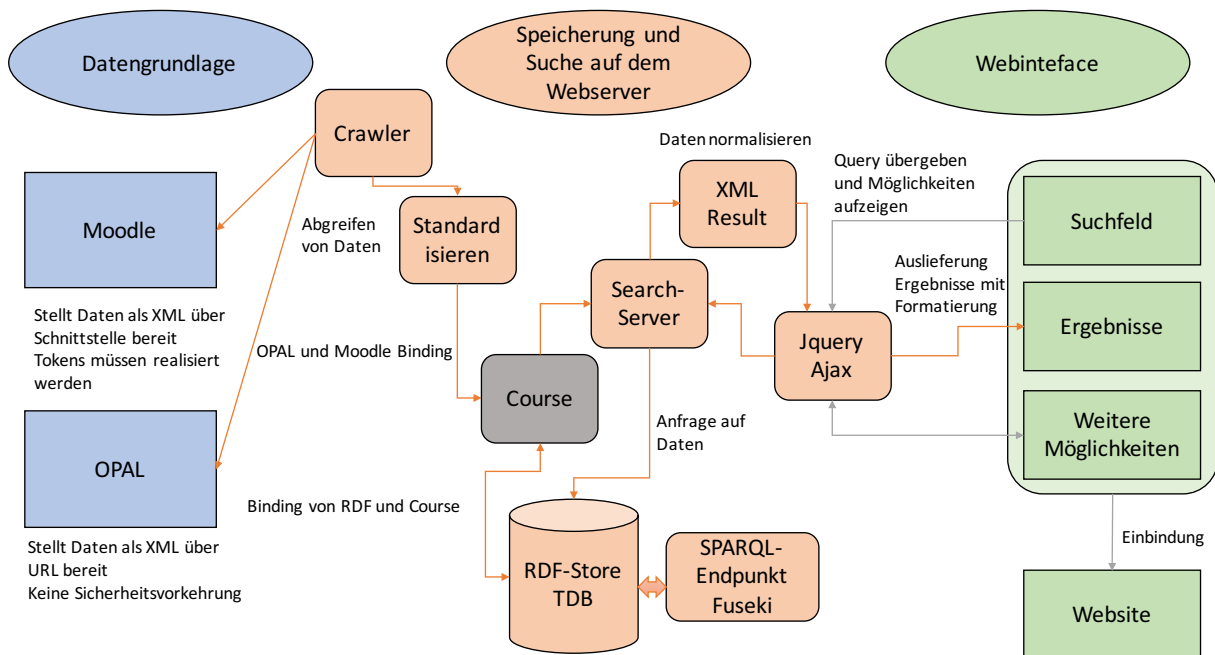 Datengrundlage
Speicherung und
Suche auf dem
Webserver
Webinteface
Crawler
Daten normalisieren
Query übergeben
und Möglichkeiten
aufzeigen
Moodle
Abgreifen
von Daten
Standard
isieren
XML
Result
Suchfeld
Stellt Daten als XML über
Schnittstelle bereit
Tokens müssen realisiert
werden
OPAL und Moodle Binding
Search-
Server
Auslieferung
Ergebnisse mit
Formatierung
Jquery
Ajax
Ergebnisse
Course
Anfrage auf
Daten
Weitere
Möglichkeiten
OPAL
Binding von RDF und Course
Stellt Daten als XML über
URL bereit
Keine Sicherheitsvorkehrung
RDF-Store
TDB
SPARQL-
Endpunkt
Fuseki
Einbindung
Website